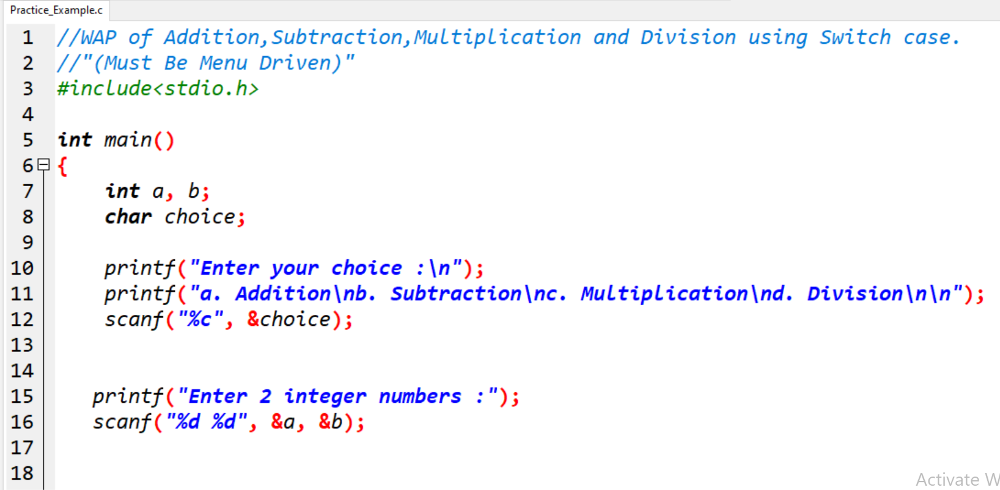 Practice_Example.c
1 //WAP of Addition,Subtraction,Multiplication and Division using Switch case.
2 //"(Must Be Menu Driven)"
3 #include<stdio.h>
4
5 int main()
6 {
7 int a, b;
8 char choice;
9
10 printf("Enter your choice :\n");
11 printf("a. Addition\nb. Subtraction\nc. Multiplication\nd. Division\n\n");
12 scanf("%c", &choice);
13
14
15 printf("Enter 2 integer numbers :");
16 scanf("%d %d", &a, &b);
17
18
Activate W